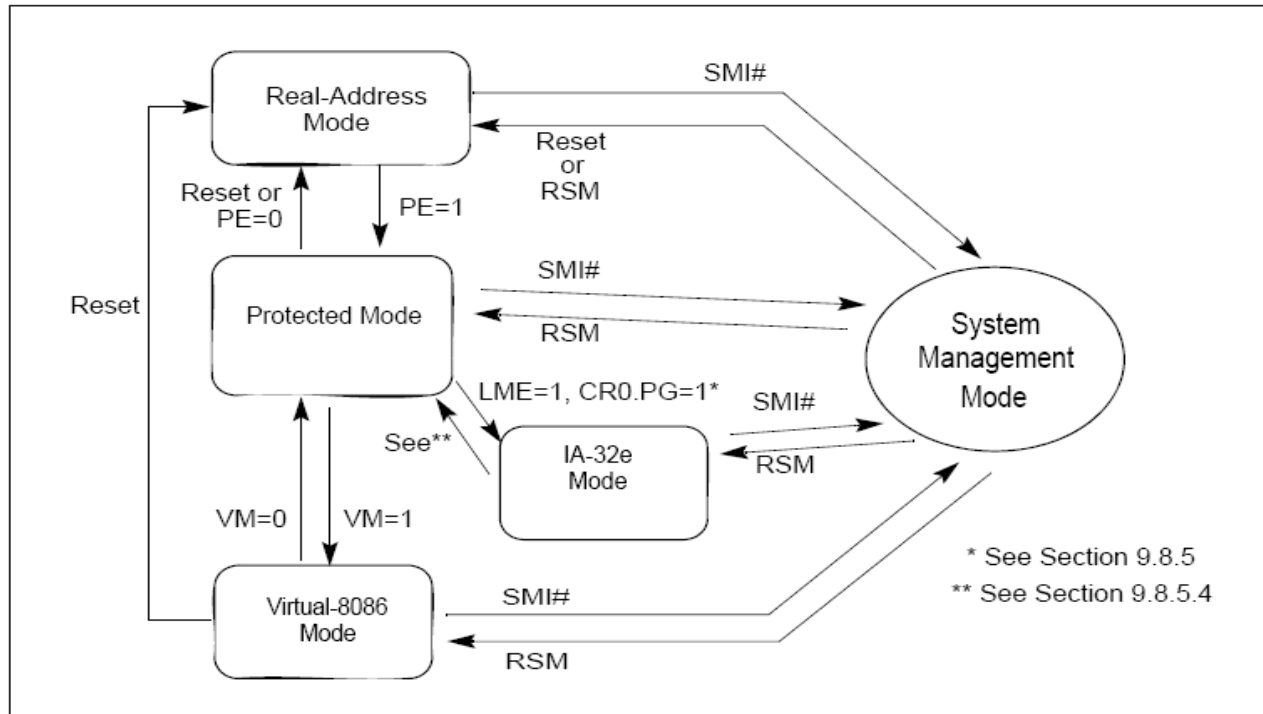 Real-Address
Mode
SMI#
Reset
or
RSM
Reset or
PE=0
PE=1
Reset
Protected Mode
SMI#
RSM
System
Management
Mode
LME=1, CR0.PG=1*
SMI#
See**
IA-32e
Mode
RSM
VM=0
VM=1
* See Section 9.8.5
** See Section 9.8.5.4
Virtual-8086
Mode
SMI#
RSM